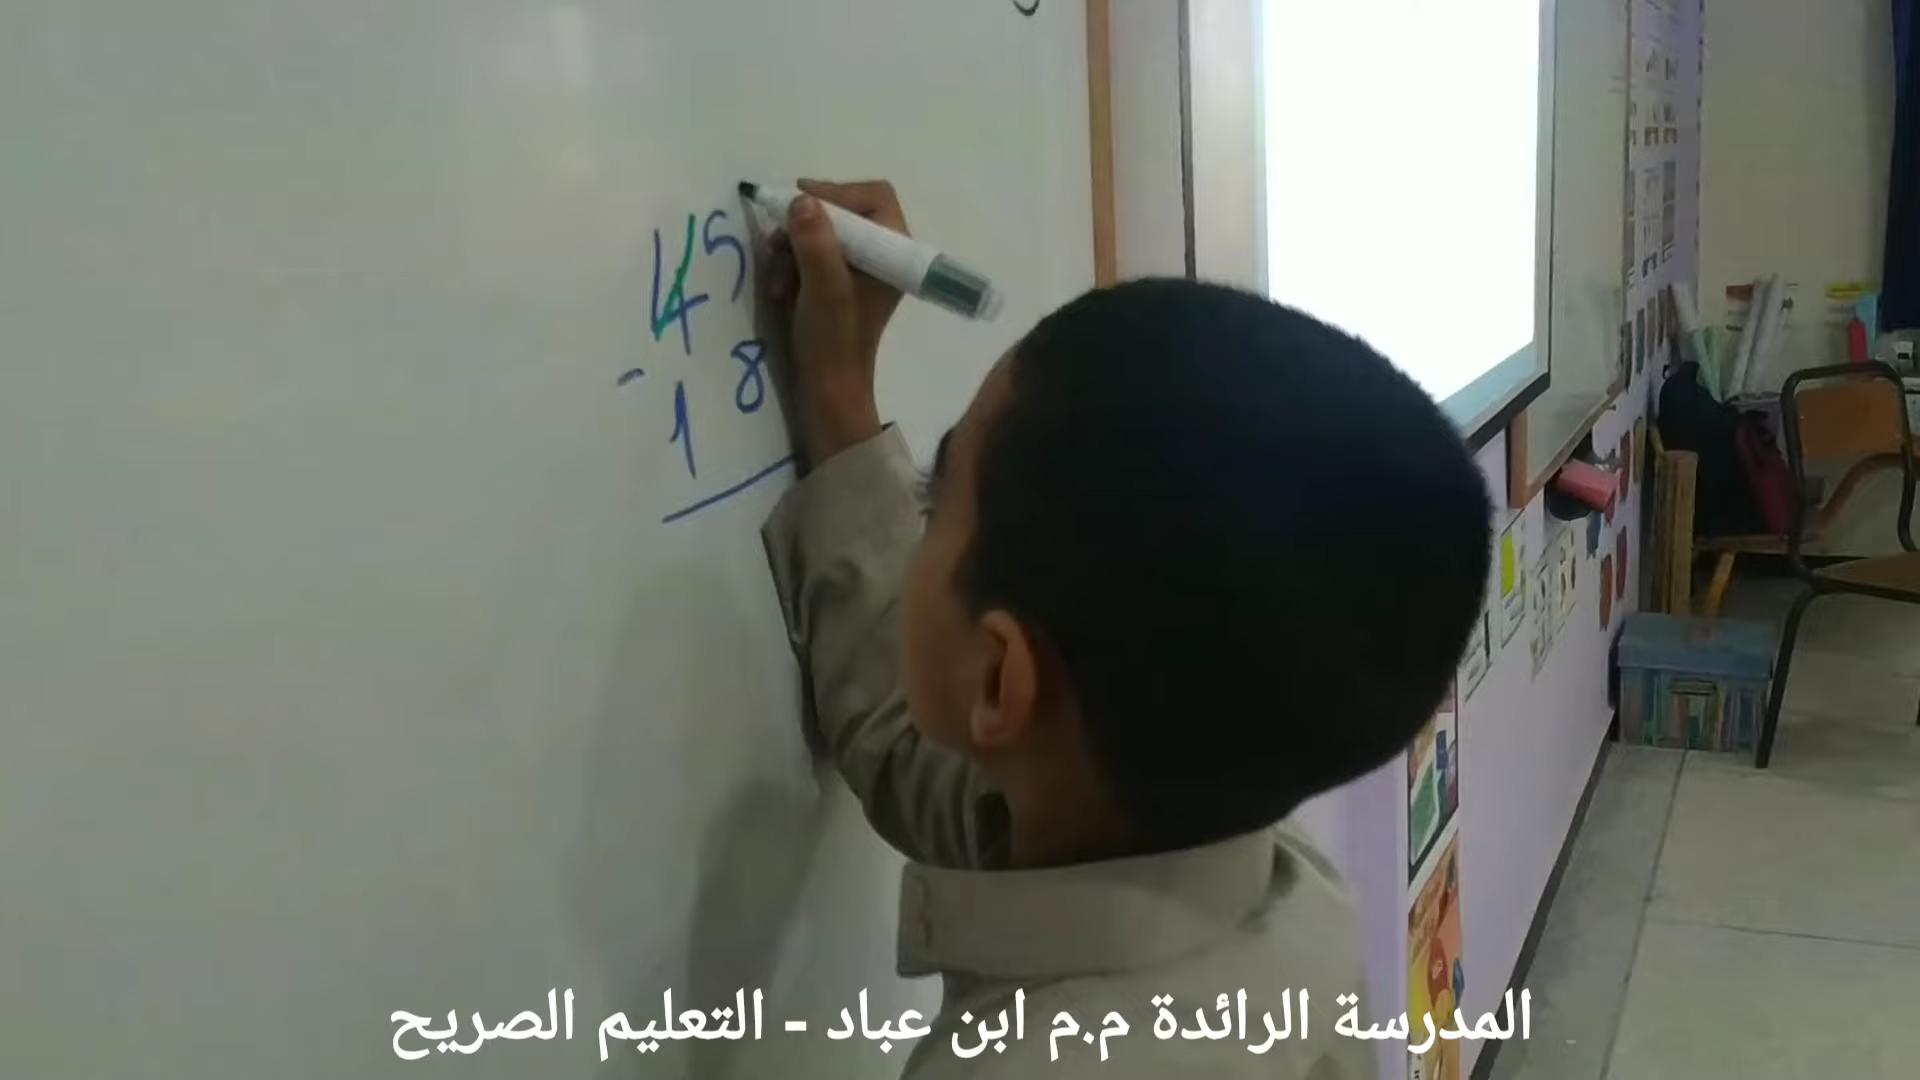 45
- 18
المدرسة الرائدة م.م ابن عباد - التعليم الصريح